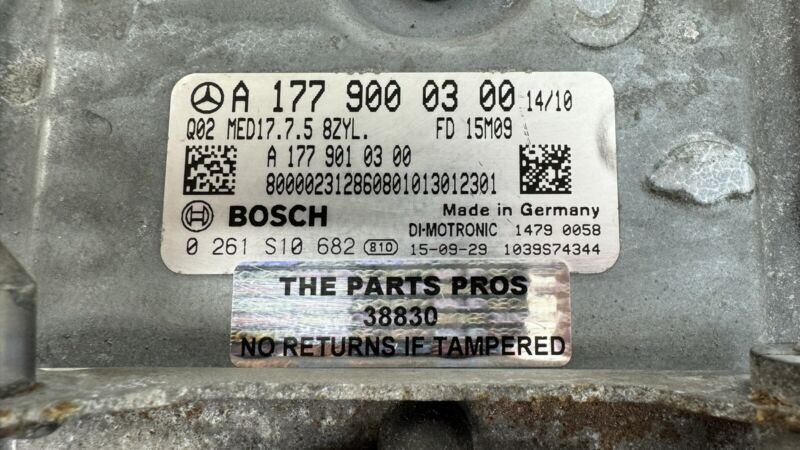 A 177 900 03 00 14/10
Q02 MED17.7.5 8ZYL. FD 15M09
A 177 901 03 00
80000231286080101301 2301
BOSCH Made in Germany
DI-MOTRONIC 1479 0058
0 261 S10 682 810 15-09-29 1039S74344
THE PARTS PROS
38830
NO RETURNS IF TAMPERED